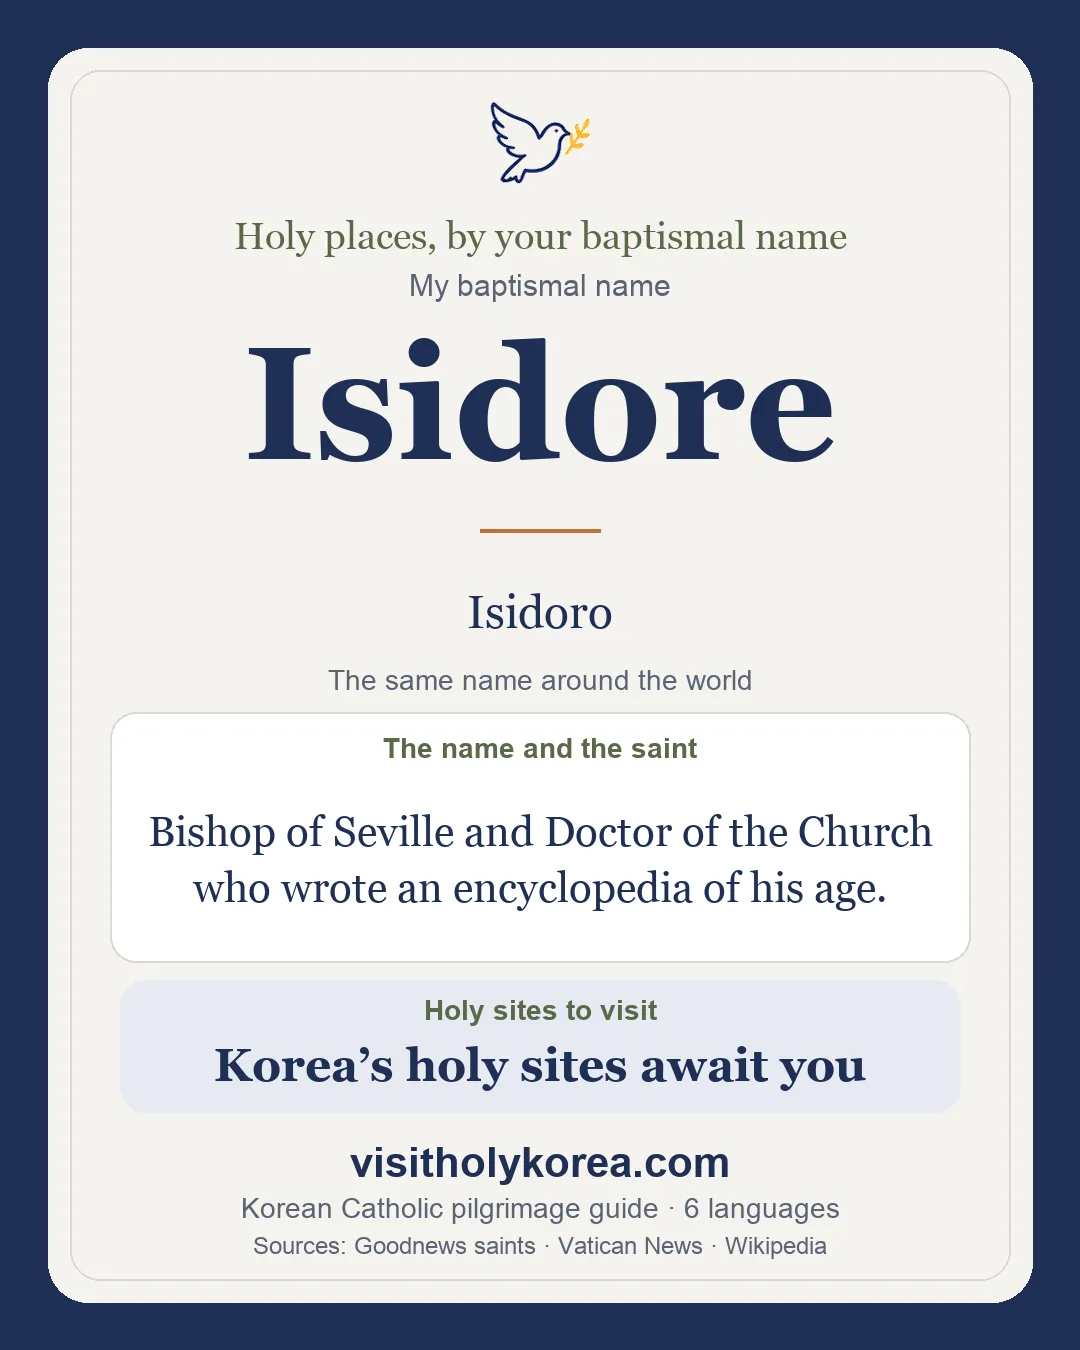 Holy places, by your baptismal name
My baptismal name
Isidore
Isidoro
The same name around the world
The name and the saint
Bishop of Seville and Doctor of the Church
who wrote an encyclopedia of his age.
Holy sites to visit
Korea’s holy sites await you
visitholykorea.com
Korean Catholic pilgrimage guide · 6 languages
Sources: Goodnews saints · Vatican News · Wikipedia